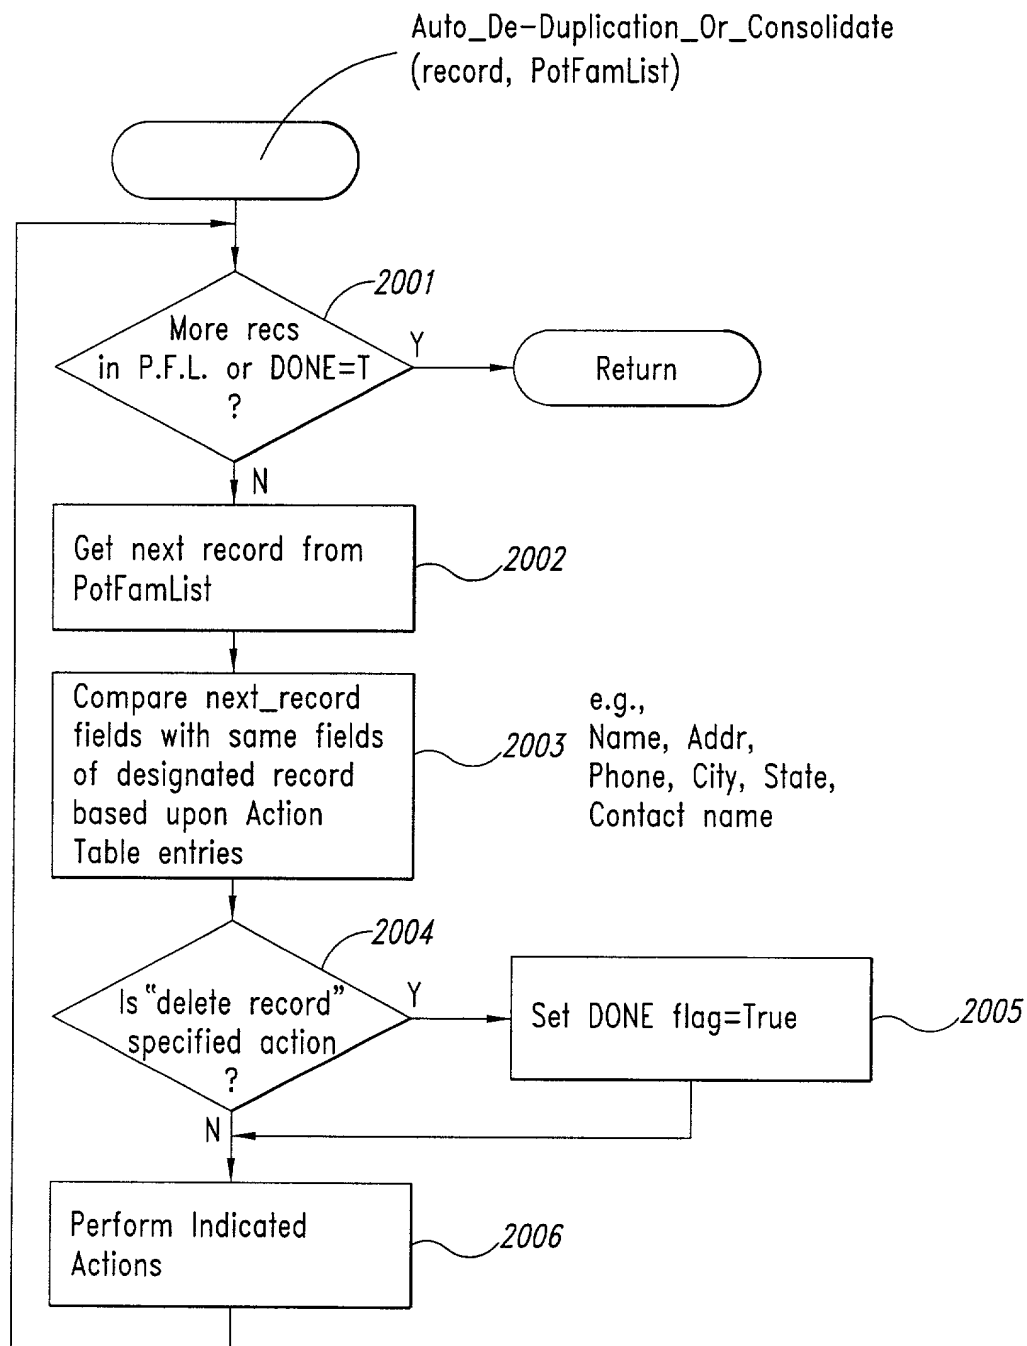 Auto_De-Duplication_Or_Consolidate
(record, PotFamList)
2001
More recs
in P.F.L. or DONE=T
?
Y
Return
N
Get next record from
PotFamList
2002
Compare next_record
fields with same fields
of designated record
based upon Action
Table entries
2003
e.g.,
Name, Addr,
Phone, City, State,
Contact name
2004
Is "delete record"
specified action
?
Y
Set DONE flag=True
2005
N
Perform Indicated
Actions
2006